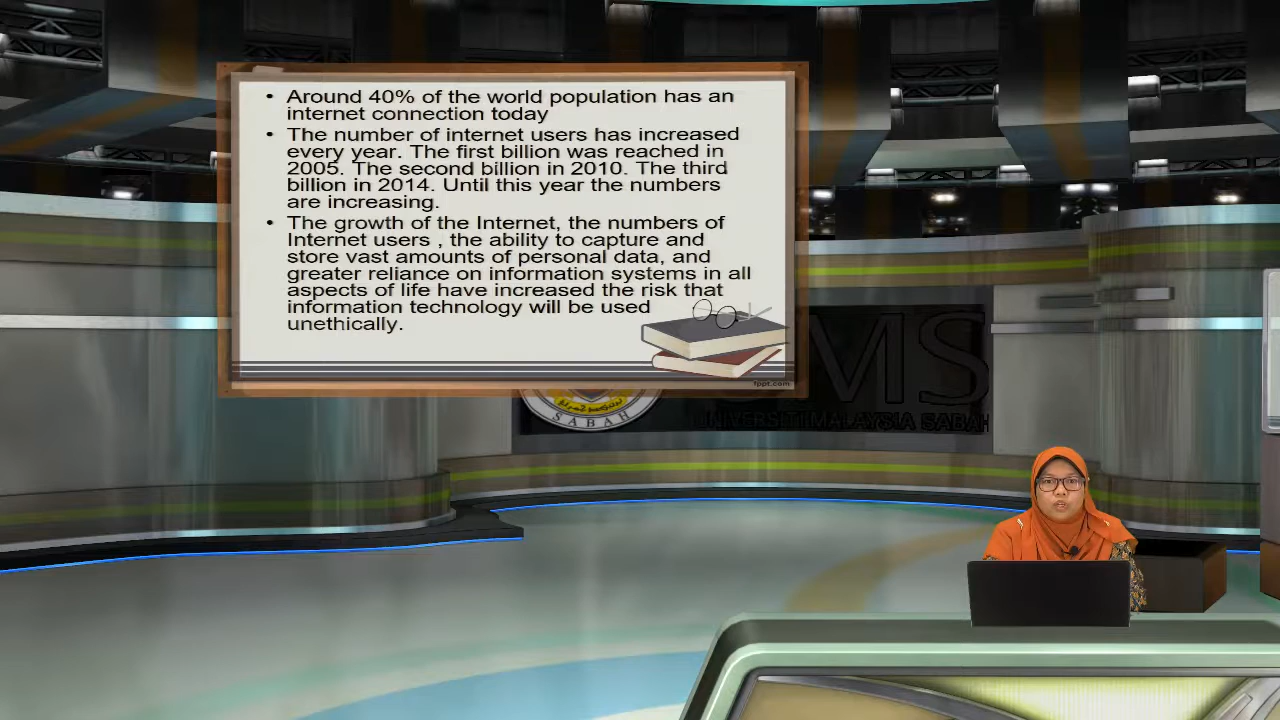 • Around 40% of the world population has an
internet connection today
• The number of internet users has increased
every year. The first billion was reached in
2005. The second billion in 2010. The third
billion in 2014. Until this year the numbers
are increasing.
• The growth of the Internet, the numbers of
Internet users , the ability to capture and
store vast amounts of personal data, and
greater reliance on information systems in all
aspects of life have increased the risk that
information technology will be used
unethically.
fppt.com
SABAH
UMS
UNIVERSITI MALAYSIA SABAH